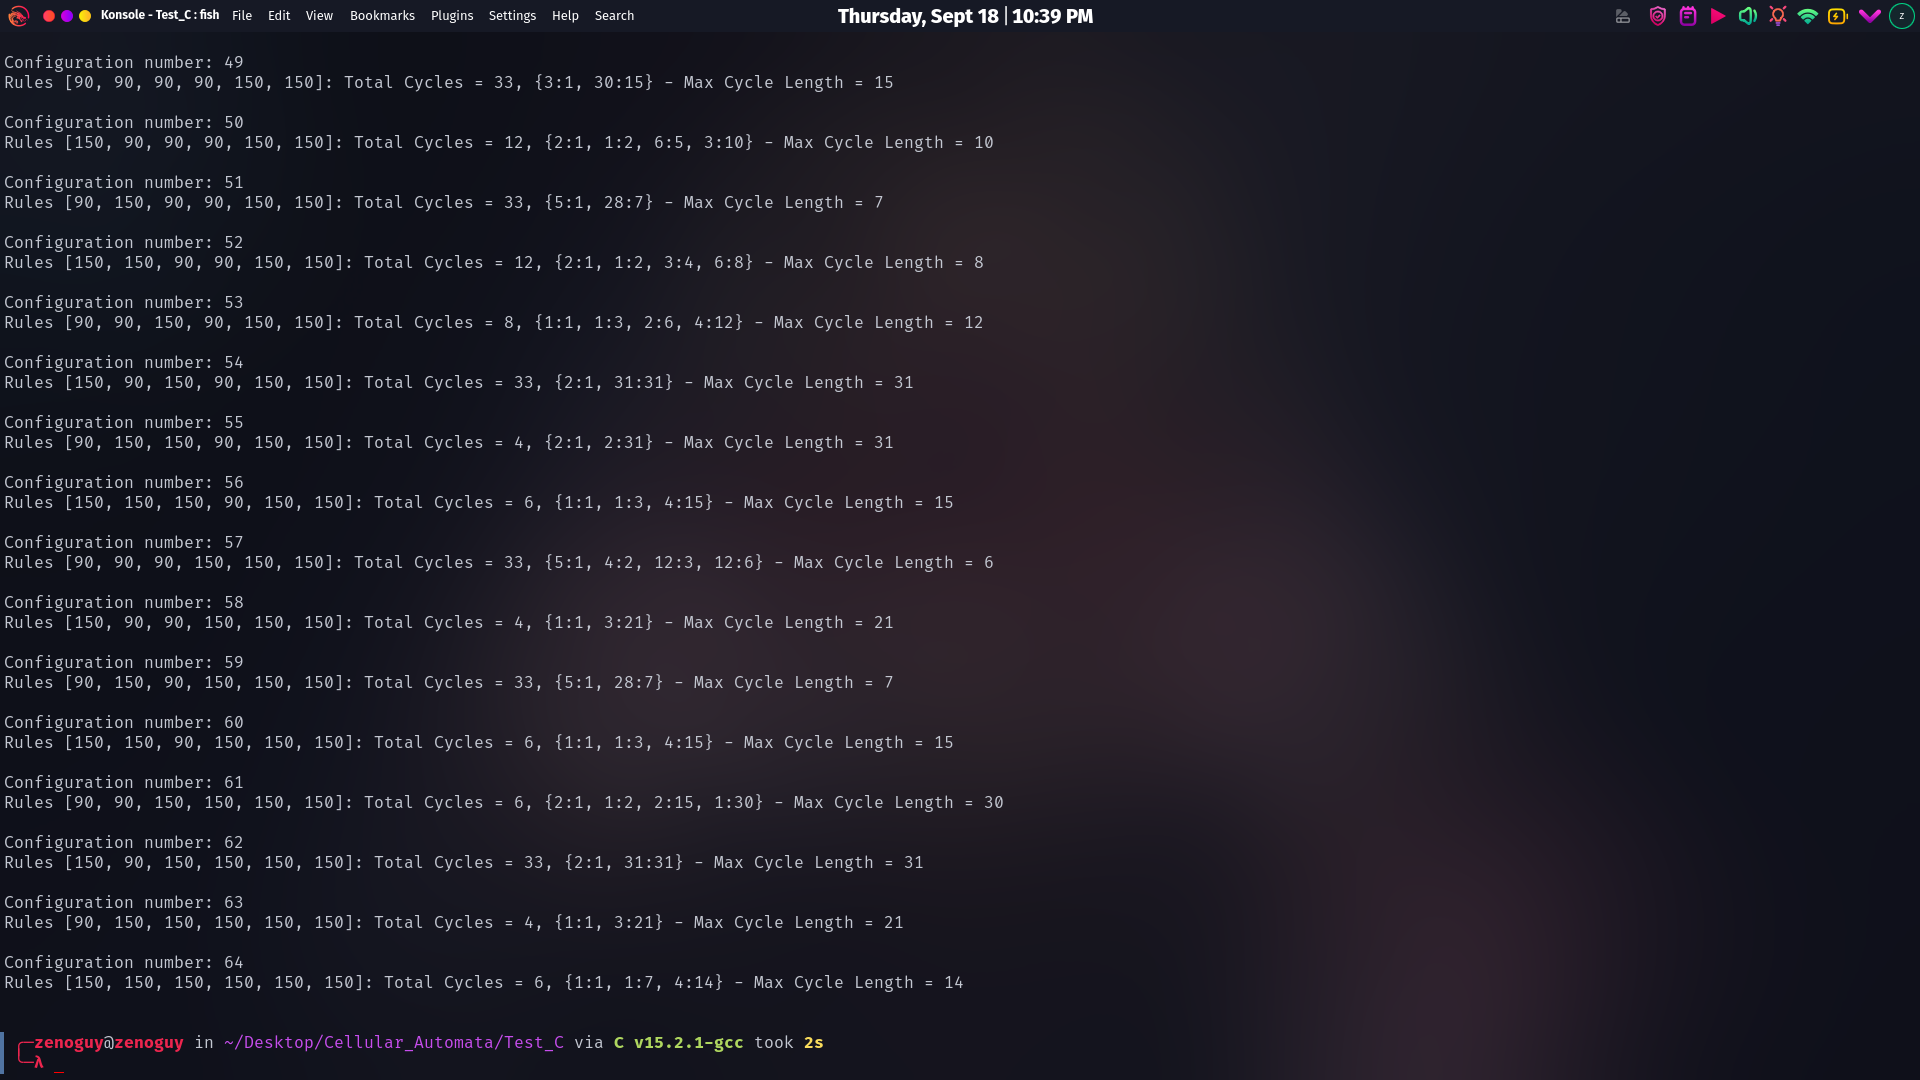 Konsole - Test_C : fish File Edit View Bookmarks Plugins Settings Help Search Thursday, Sept 18 | 10:39 PM z
Configuration number: 49
Rules [90, 90, 90, 90, 150, 150]: Total Cycles = 33, {3:1, 30:15} - Max Cycle Length = 15
Configuration number: 50
Rules [150, 90, 90, 90, 150, 150]: Total Cycles = 12, {2:1, 1:2, 6:5, 3:10} - Max Cycle Length = 10
Configuration number: 51
Rules [90, 150, 90, 90, 150, 150]: Total Cycles = 33, {5:1, 28:7} - Max Cycle Length = 7
Configuration number: 52
Rules [150, 150, 90, 90, 150, 150]: Total Cycles = 12, {2:1, 1:2, 3:4, 6:8} - Max Cycle Length = 8
Configuration number: 53
Rules [90, 90, 150, 90, 150, 150]: Total Cycles = 8, {1:1, 1:3, 2:6, 4:12} - Max Cycle Length = 12
Configuration number: 54
Rules [150, 90, 150, 90, 150, 150]: Total Cycles = 33, {2:1, 31:31} - Max Cycle Length = 31
Configuration number: 55
Rules [90, 150, 150, 90, 150, 150]: Total Cycles = 4, {2:1, 2:31} - Max Cycle Length = 31
Configuration number: 56
Rules [150, 150, 150, 90, 150, 150]: Total Cycles = 6, {1:1, 1:3, 4:15} - Max Cycle Length = 15
Configuration number: 57
Rules [90, 90, 90, 150, 150, 150]: Total Cycles = 33, {5:1, 4:2, 12:3, 12:6} - Max Cycle Length = 6
Configuration number: 58
Rules [150, 90, 90, 150, 150, 150]: Total Cycles = 4, {1:1, 3:21} - Max Cycle Length = 21
Configuration number: 59
Rules [90, 150, 90, 150, 150, 150]: Total Cycles = 33, {5:1, 28:7} - Max Cycle Length = 7
Configuration number: 60
Rules [150, 150, 90, 150, 150, 150]: Total Cycles = 6, {1:1, 1:3, 4:15} - Max Cycle Length = 15
Configuration number: 61
Rules [90, 90, 150, 150, 150, 150]: Total Cycles = 6, {2:1, 1:2, 2:15, 1:30} - Max Cycle Length = 30
Configuration number: 62
Rules [150, 90, 150, 150, 150, 150]: Total Cycles = 33, {2:1, 31:31} - Max Cycle Length = 31
Configuration number: 63
Rules [90, 150, 150, 150, 150, 150]: Total Cycles = 4, {1:1, 3:21} - Max Cycle Length = 21
Configuration number: 64
Rules [150, 150, 150, 150, 150, 150]: Total Cycles = 6, {1:1, 1:7, 4:14} - Max Cycle Length = 14
zenoguy@zenoguy in ~/Desktop/Cellular_Automata/Test_C via C v15.2.1-gcc took 2s
λ _